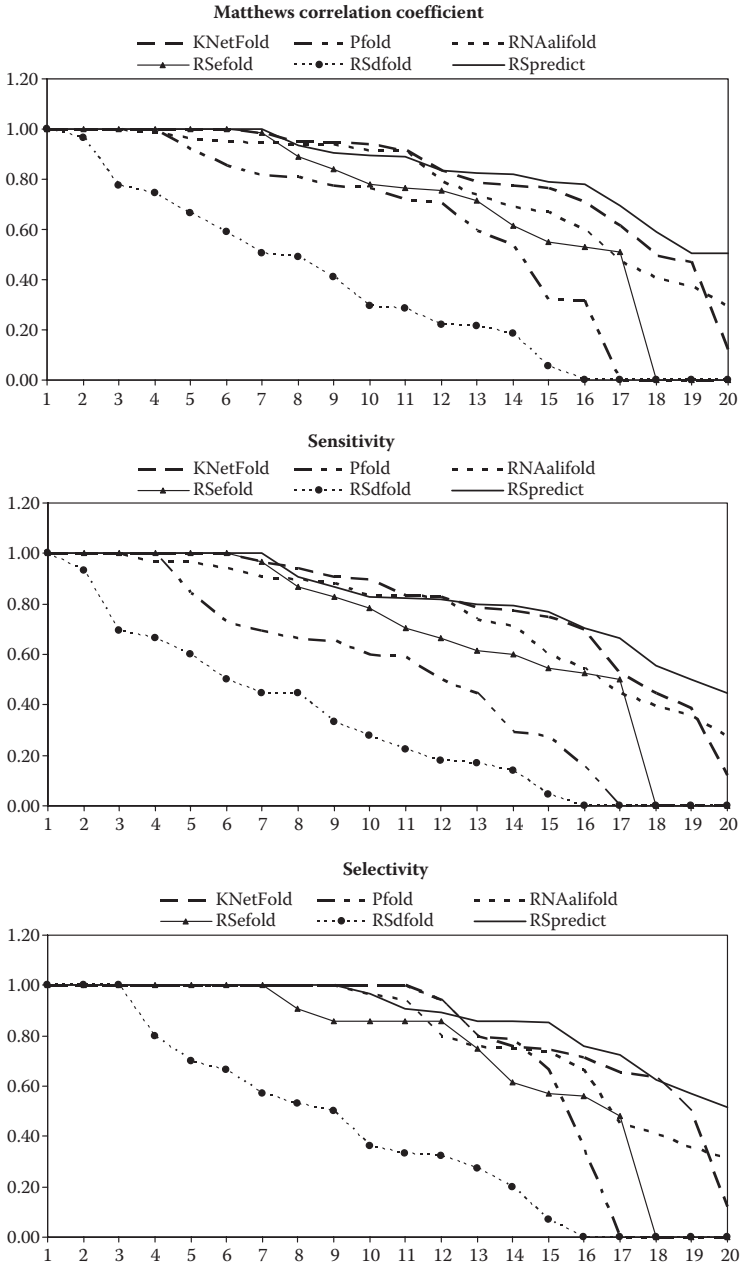 Matthews correlation coefficient
KNetFold Pfold RNAalifold
RSefold RSdfold RSpredict
1.20
1.00
0.80
0.60
0.40
0.20
0.00
1 2 3 4 5 6 7 8 9 10 11 12 13 14 15 16 17 18 19 20
Sensitivity
KNetFold Pfold RNAalifold
RSefold RSdfold RSpredict
1.20
1.00
0.80
0.60
0.40
0.20
0.00
1 2 3 4 5 6 7 8 9 10 11 12 13 14 15 16 17 18 19 20
Selectivity
KNetFold Pfold RNAalifold
RSefold RSdfold RSpredict
1.20
1.00
0.80
0.60
0.40
0.20
0.00
1 2 3 4 5 6 7 8 9 10 11 12 13 14 15 16 17 18 19 20